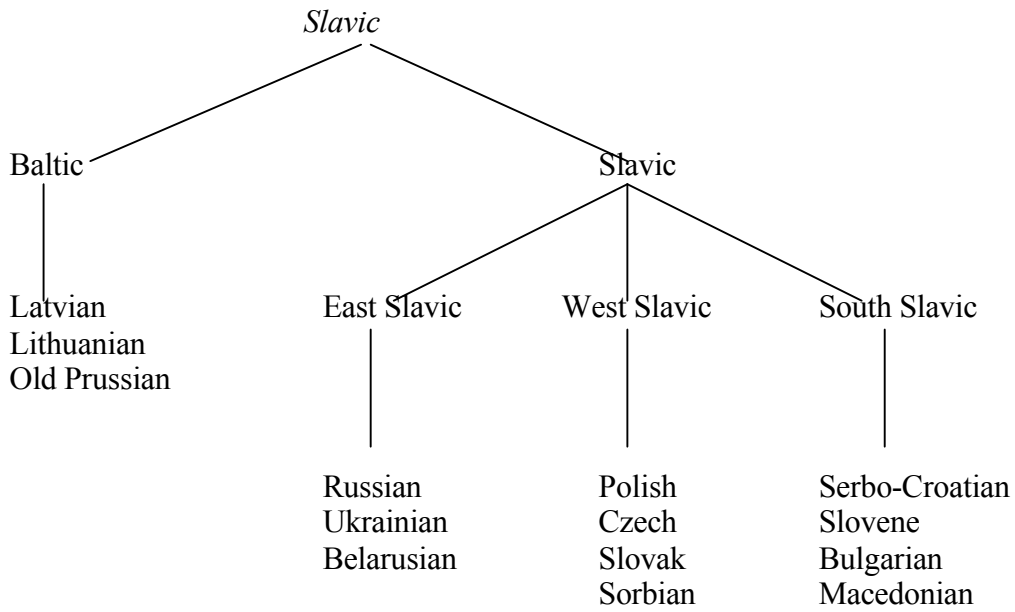 Slavic
Baltic Slavic
Latvian
Lithuanian
Old Prussian
East Slavic West Slavic South Slavic
Russian
Ukrainian
Belarusian
Polish
Czech
Slovak
Sorbian
Serbo-Croatian
Slovene
Bulgarian
Macedonian